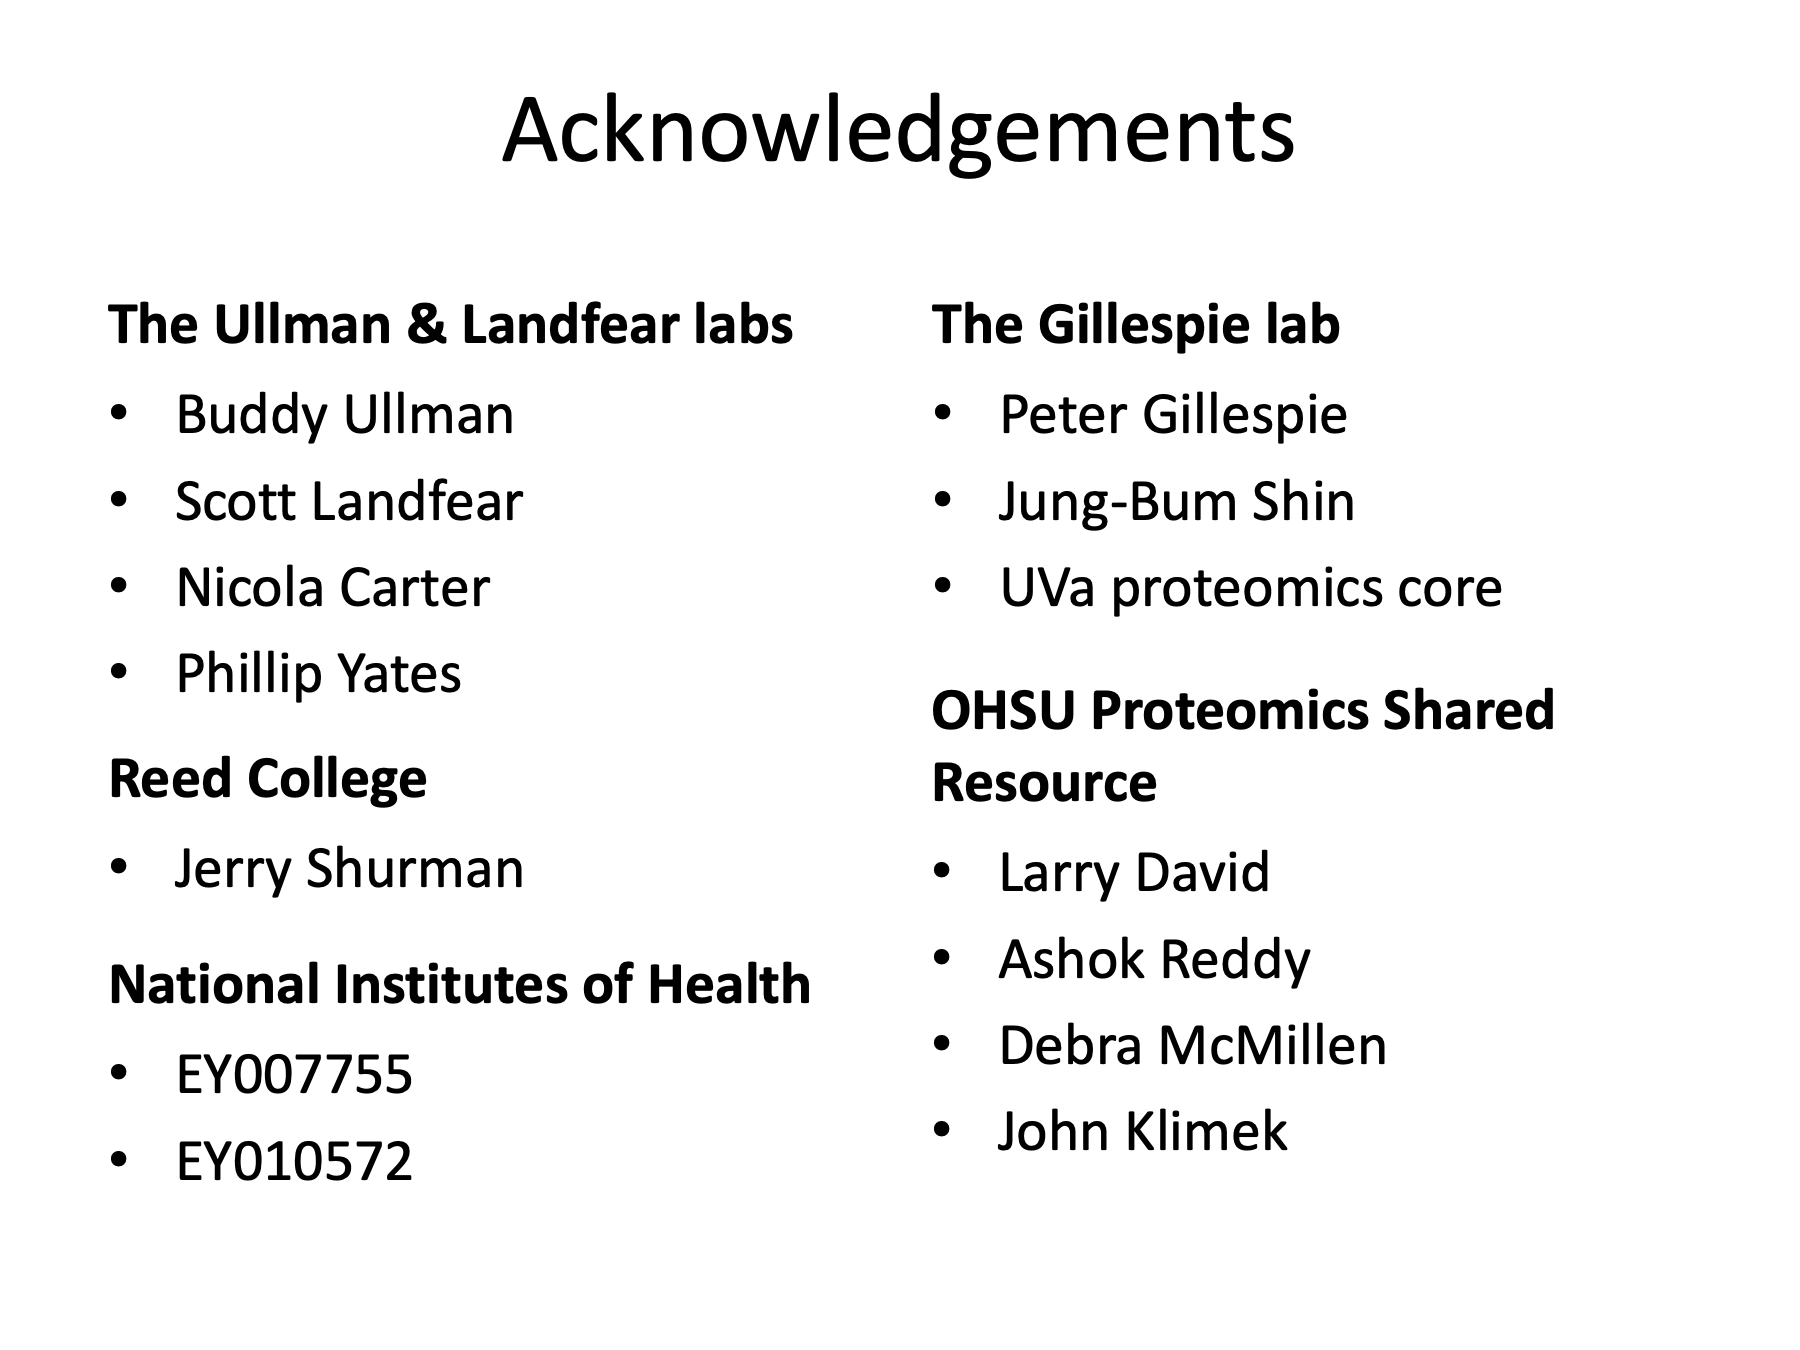 Acknowledgements
The Ullman & Landfear labs
• Buddy Ullman
• Scott Landfear
• Nicola Carter
• Phillip Yates
Reed College
• Jerry Shurman
National Institutes of Health
• EY007755
• EY010572
The Gillespie lab
• Peter Gillespie
• Jung-Bum Shin
• UVa proteomics core
OHSU Proteomics Shared
Resource
• Larry David
• Ashok Reddy
• Debra McMillen
• John Klimek